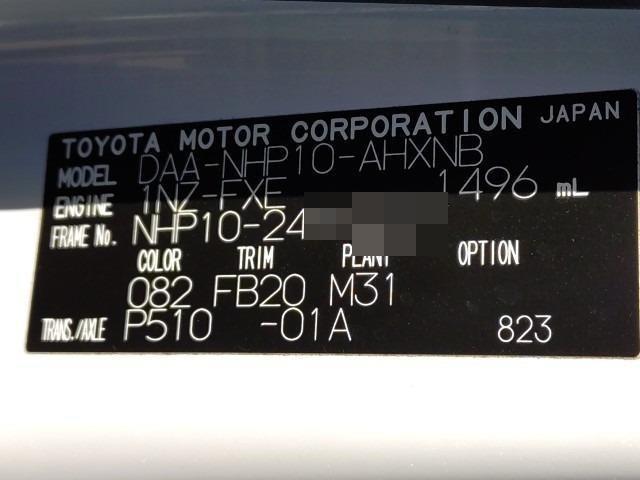 TOYOTA MOTOR CORPORATION JAPAN
MODEL DAA-NHP10-AHXNB
ENGINE 1NZ-FXE 1496 mL
FRAME No. NHP10-24
COLOR TRIM PLANT OPTION
082 FB20 M31
TRANS./AXLE P510 -01A 823